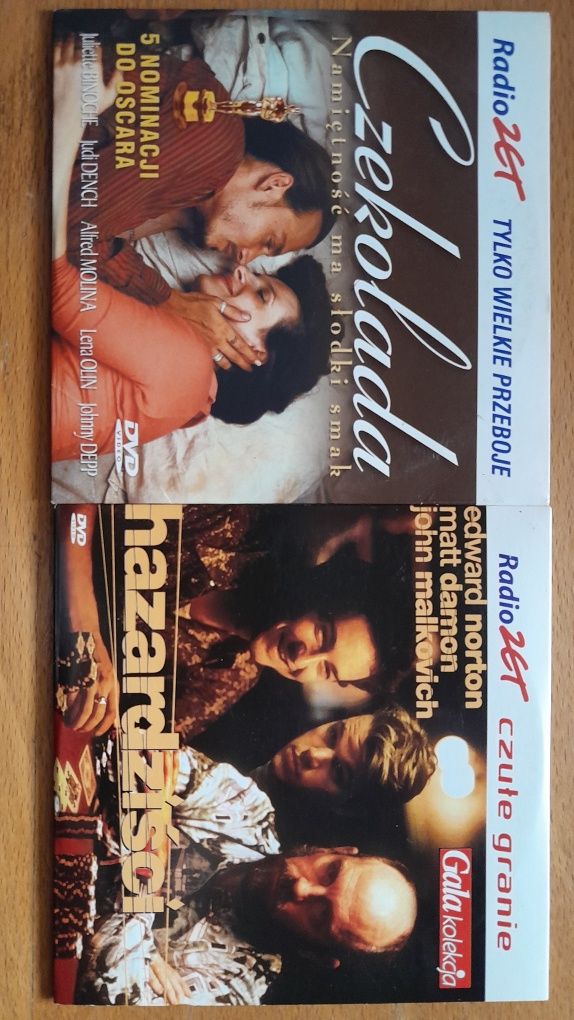 Radio ZET TYLKO WIELKIE PRZEBOJE
Czekolada
Namiętność ma słodki smak
5 NOMINACJI
DO OSCARA
Juliette BINOCHE Judi DENCH Alfred MOLINA Lena OLIN Johnny DEPP
DVD
VIDEO
Radio ZET czułe granie
edward norton
matt damon
john malkovich
Gala kolekcja
hazardziści
DVD
VIDEO